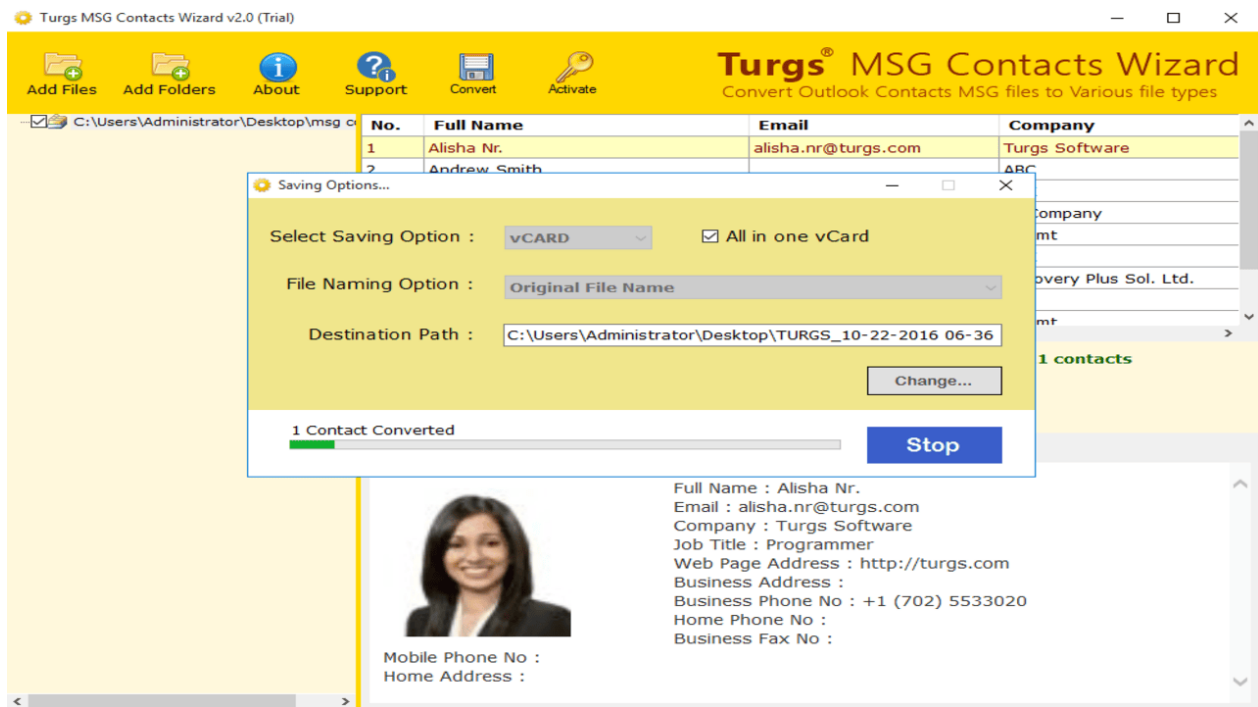 Turgs MSG Contacts Wizard v2.0 (Trial)
Add Files Add Folders About Support Convert Activate
Turgs® MSG Contacts Wizard
Convert Outlook Contacts MSG files to Various file types
C:\Users\Administrator\Desktop\msg
No. Full Name Email Company
1 Alisha Nr. alisha.nr@turgs.com Turgs Software
2 Andrew Smith ABC
Company
mt
overy Plus Sol. Ltd.
mt
1 contacts
Saving Options...
Select Saving Option : vCARD All in one vCard
File Naming Option : Original File Name
Destination Path : C:\Users\Administrator\Desktop\TURGS_10-22-2016 06-36
Change...
1 Contact Converted
Stop
Full Name : Alisha Nr.
Email : alisha.nr@turgs.com
Company : Turgs Software
Job Title : Programmer
Web Page Address : http://turgs.com
Business Address :
Business Phone No : +1 (702) 5533020
Home Phone No :
Business Fax No :
Mobile Phone No :
Home Address :